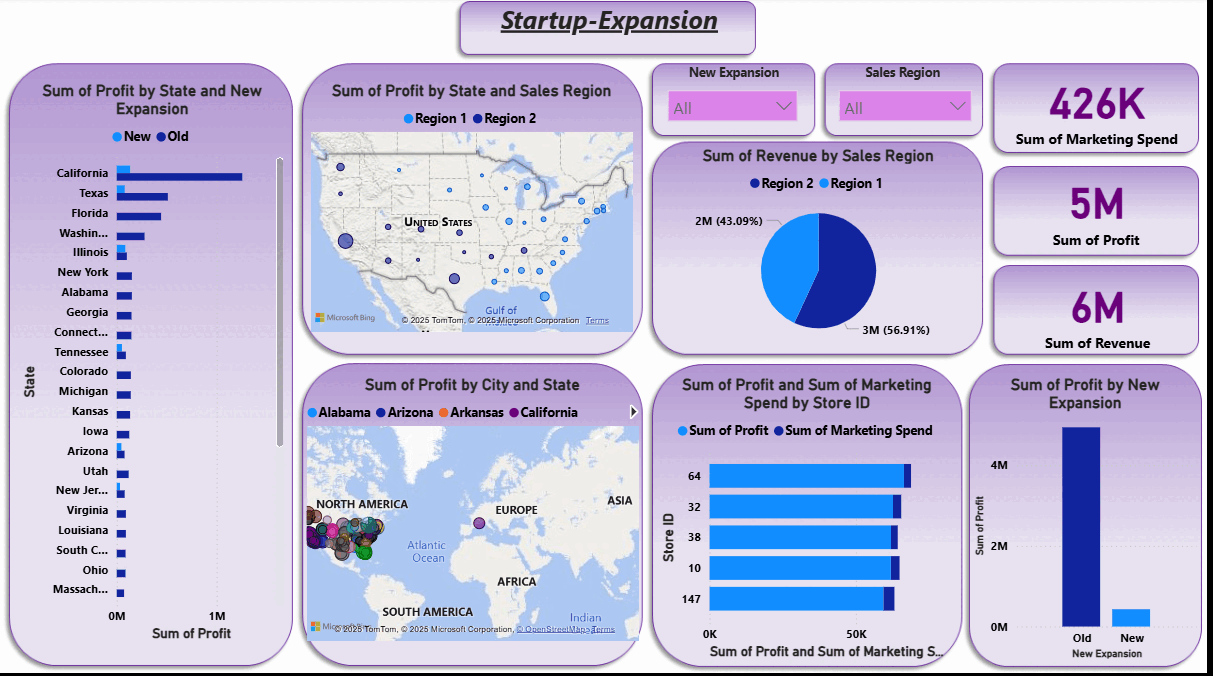 Startup-Expansion
Sum of Profit by State and New
Expansion
New Old
California
Texas
Florida
Washin...
Illinois
New York
Alabama
Georgia
Connect...
Tennessee
Colorado
Michigan
Kansas
Iowa
Arizona
Utah
New Jer...
Virginia
Louisiana
South C...
Ohio
Massach...
State
0M 1M
Sum of Profit
Sum of Profit by State and Sales Region
Region 1 Region 2
UNITED STATES
Gulf of
Microsoft Bing
© 2025 TomTom, © 2025 Microsoft Corporation Terms
New Expansion
All
Sales Region
All
Sum of Revenue by Sales Region
Region 2 Region 1
2M (43.09%)
3M (56.91%)
426K
Sum of Marketing Spend
5M
Sum of Profit
6M
Sum of Revenue
Sum of Profit by City and State
Alabama Arizona Arkansas California
NORTH AMERICA
EUROPE
ASIA
Atlantic
Ocean
AFRICA
SOUTH AMERICA
Indian
© 2025 TomTom, © 2025 Microsoft Corporation, © OpenStreetMap Terms
Sum of Profit and Sum of Marketing
Spend by Store ID
Sum of Profit Sum of Marketing Spend
64
32
38
10
147
Store ID
0K 50K
Sum of Profit and Sum of Marketing S...
Sum of Profit by New
Expansion
4M
2M
0M
Sum of Profit
Old New
New Expansion